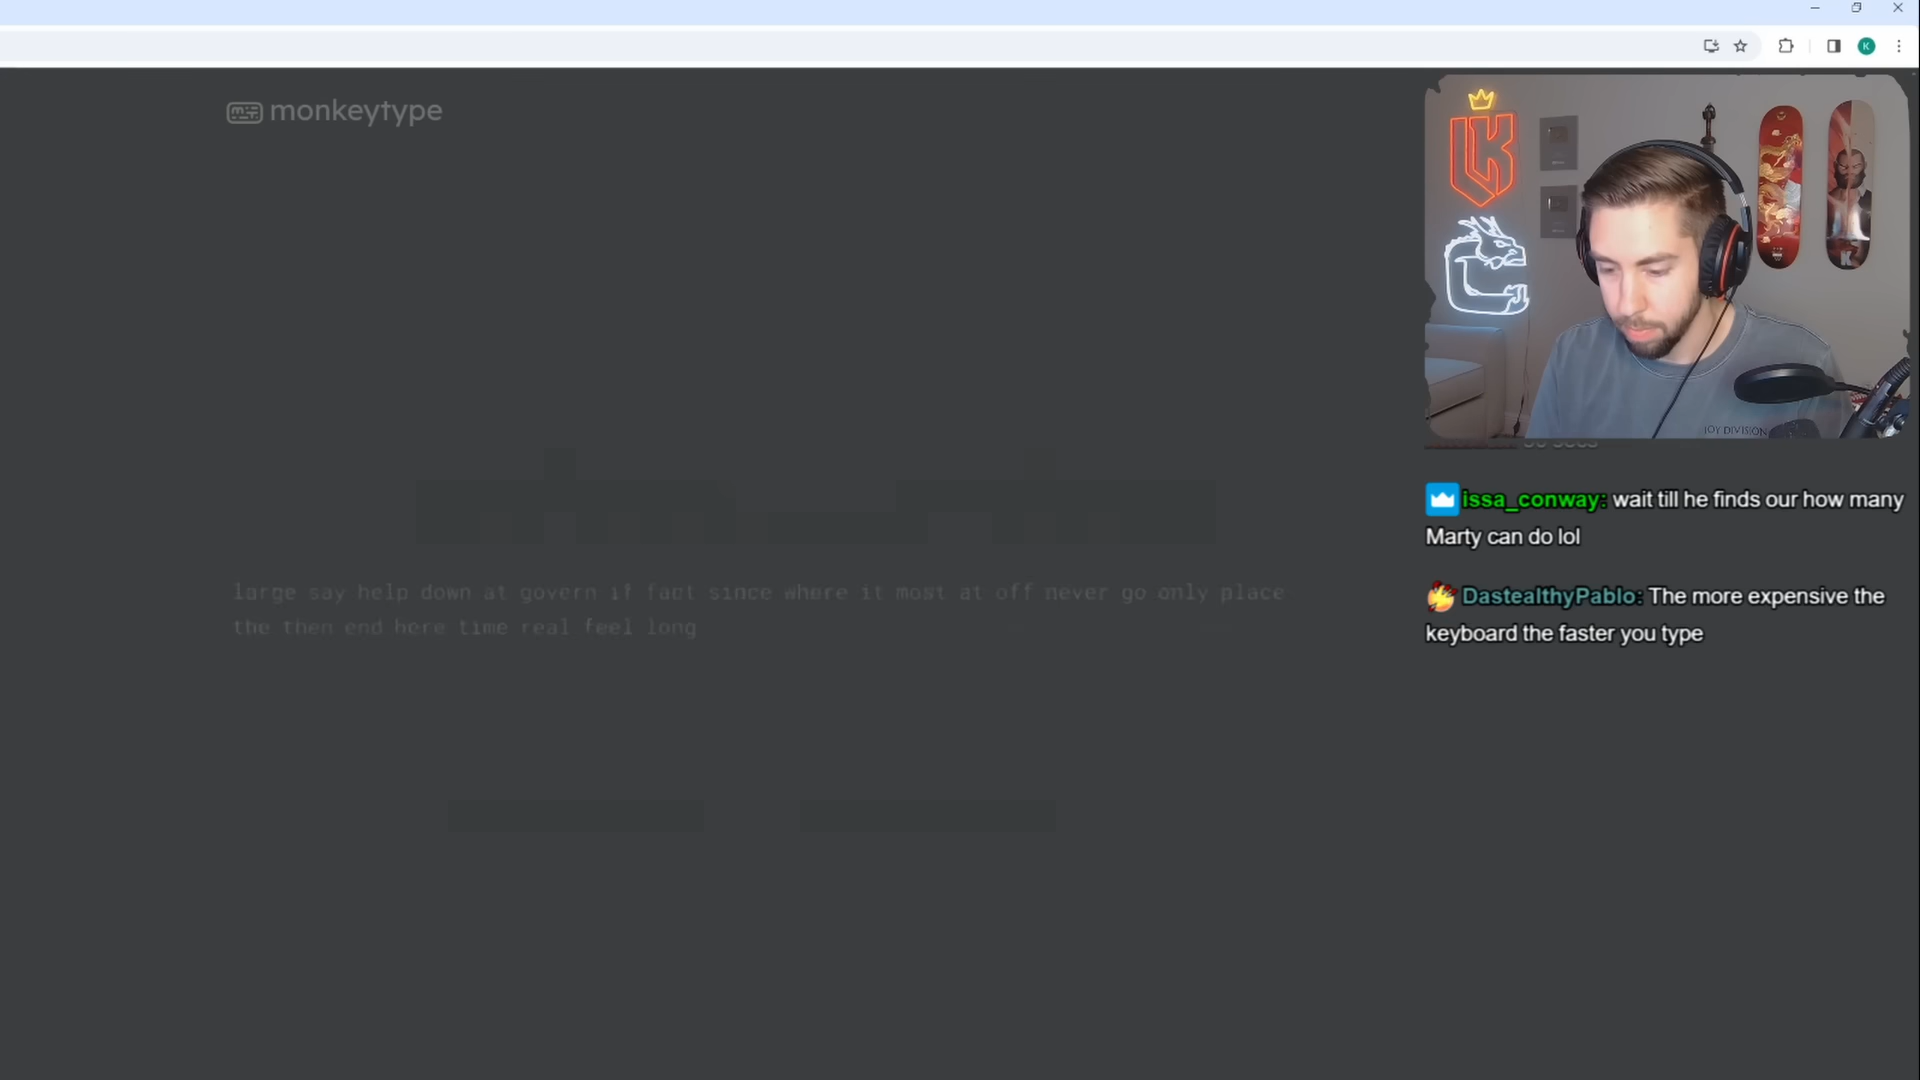 monkeytype
large say help down at govern if fact since where it most at off never go only place
the then end here time real feel long
issa_conway: wait till he finds our how many
Marty can do lol
DastealthyPablo: The more expensive the
keyboard the faster you type
LK
JOY DIVISION
K
K